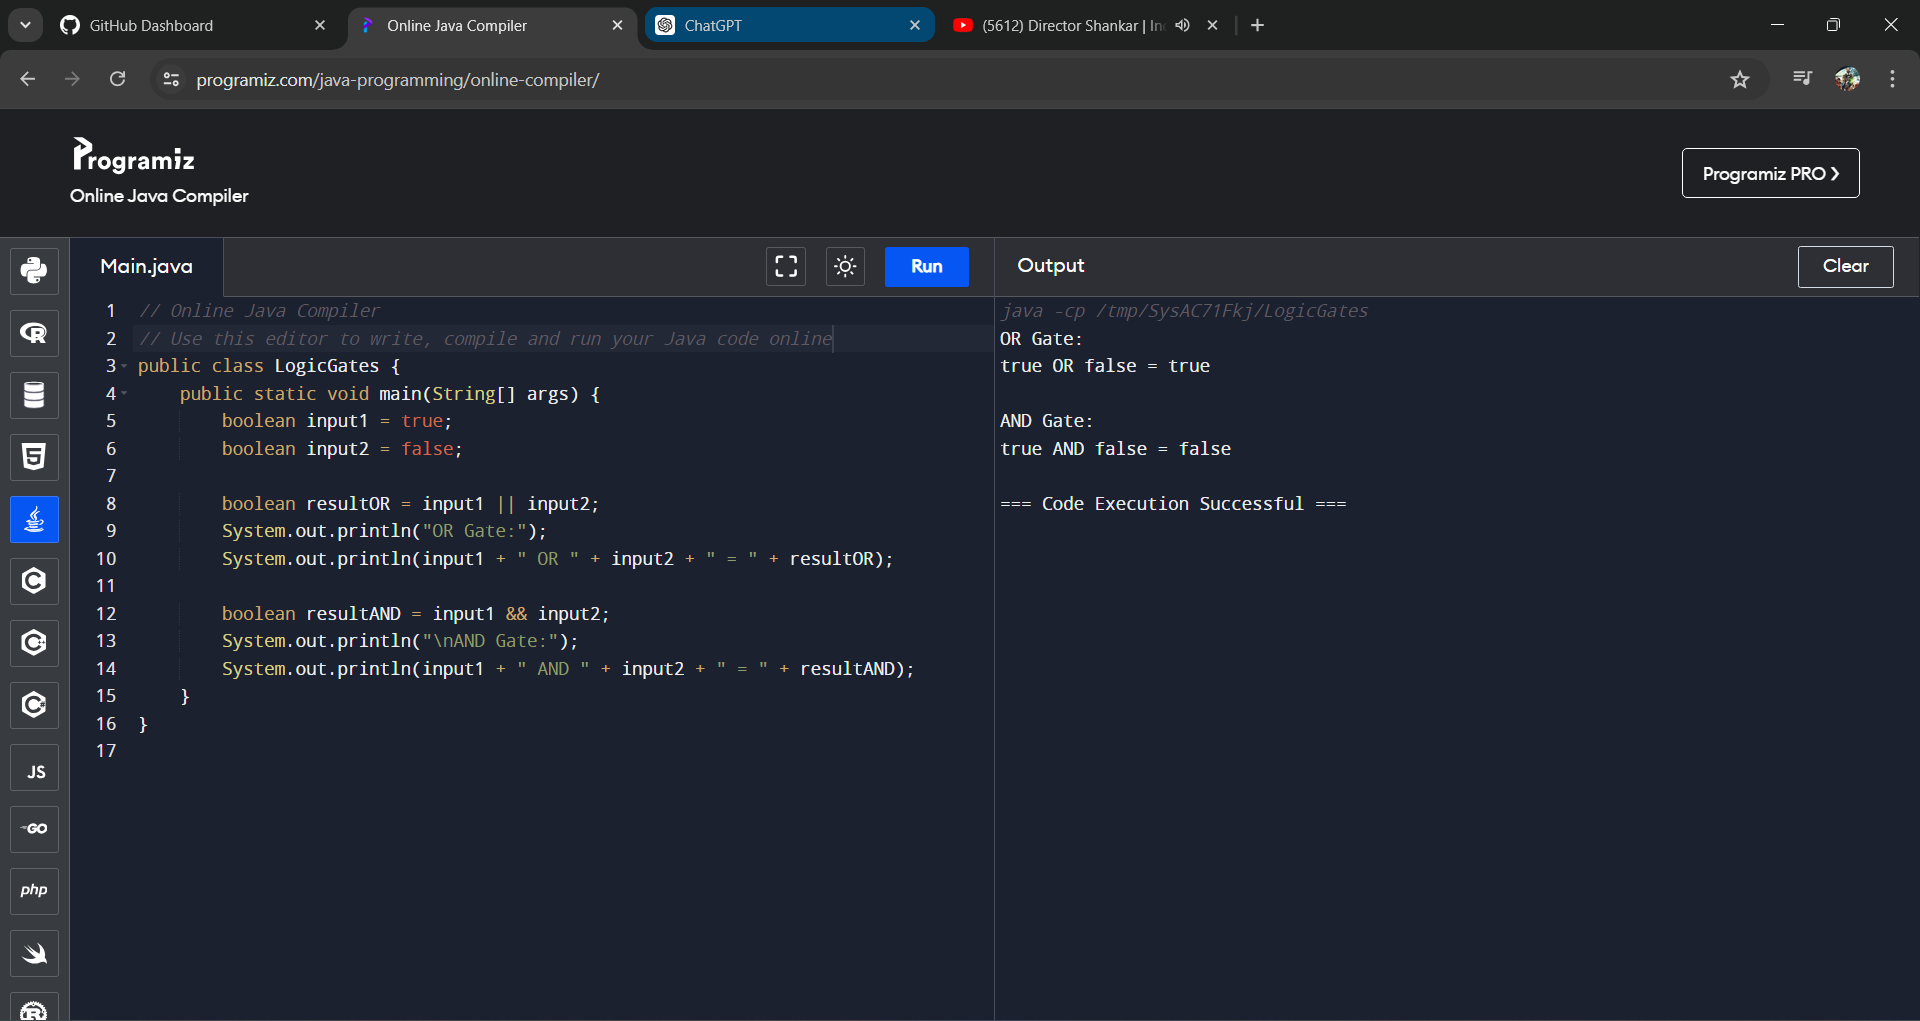 GitHub Dashboard
Online Java Compiler
ChatGPT
(5612) Director Shankar | In
programiz.com/java-programming/online-compiler/
Programiz
Online Java Compiler
Programiz PRO
Main.java
Run
Output
Clear
1 // Online Java Compiler
2 // Use this editor to write, compile and run your Java code online
3 public class LogicGates {
4 public static void main(String[] args) {
5 boolean input1 = true;
6 boolean input2 = false;
7
8 boolean resultOR = input1 || input2;
9 System.out.println("OR Gate:");
10 System.out.println(input1 + " OR " + input2 + " = " + resultOR);
11
12 boolean resultAND = input1 && input2;
13 System.out.println("\nAND Gate:");
14 System.out.println(input1 + " AND " + input2 + " = " + resultAND);
15 }
16 }
17
java -cp /tmp/SysAC71Fkj/LogicGates
OR Gate:
true OR false = true
AND Gate:
true AND false = false
=== Code Execution Successful ===
R
5
C
C
C
JS
GO
php
R